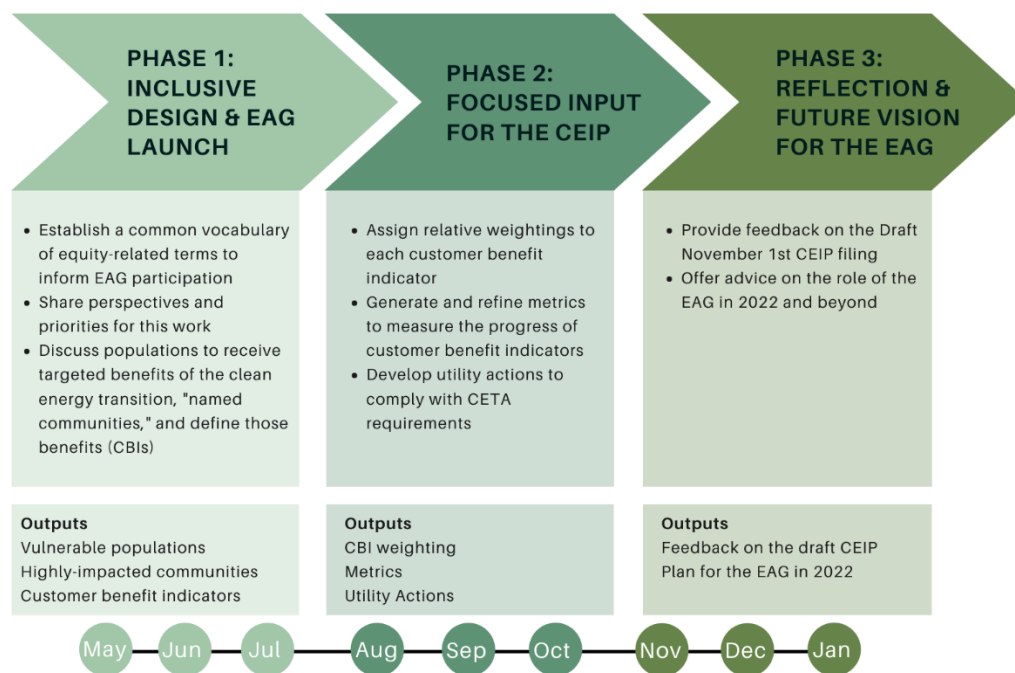 PHASE 1:
INCLUSIVE
DESIGN & EAG
LAUNCH
PHASE 2:
FOCUSED INPUT
FOR THE CEIP
PHASE 3:
REFLECTION &
FUTURE VISION
FOR THE EAG
• Establish a common vocabulary
of equity-related terms to
inform EAG participation
• Share perspectives and
priorities for this work
• Discuss populations to receive
targeted benefits of the clean
energy transition, "named
communities," and define those
benefits (CBIs)
• Assign relative weightings to
each customer benefit
indicator
• Generate and refine metrics
to measure the progress of
customer benefit indicators
• Develop utility actions to
comply with CETA
requirements
• Provide feedback on the Draft
November 1st CEIP filing
• Offer advice on the role of the
EAG in 2022 and beyond
Outputs
Vulnerable populations
Highly-impacted communities
Customer benefit indicators
Outputs
CBI weighting
Metrics
Utility Actions
Outputs
Feedback on the draft CEIP
Plan for the EAG in 2022
May Jun Jul Aug Sep Oct Nov Dec Jan